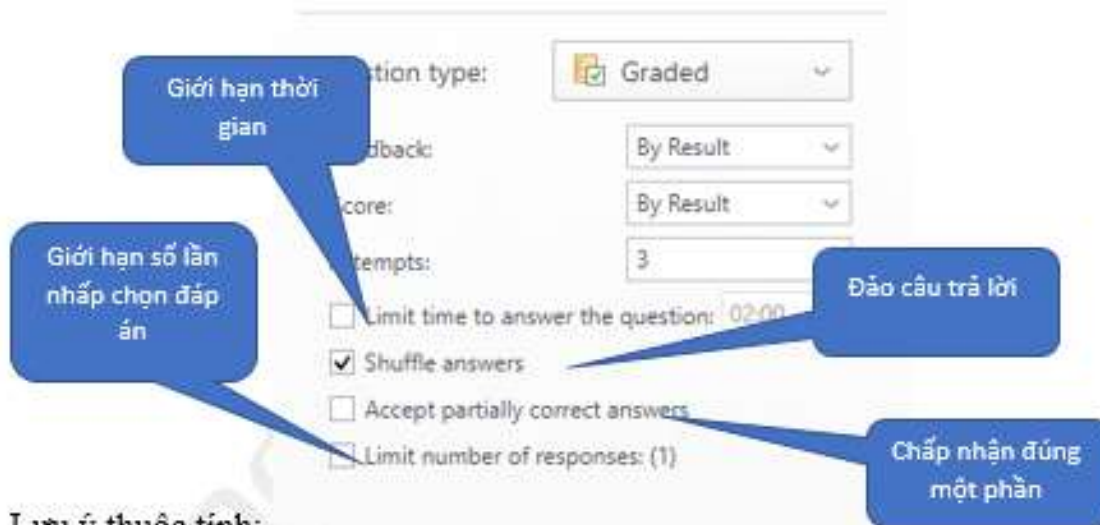 Giới hạn thời
gian
stion type: Graded
dback: By Result
core: By Result
Giới hạn số lần
nhấp chọn đáp
án
tempts: 3
Đảo câu trả lời
Limit time to answer the question: 02:00
Shuffle answers
Accept partially correct answers
Limit number of responses: (1)
Chấp nhận đúng
một phần
Lưu ý thuộc tính: